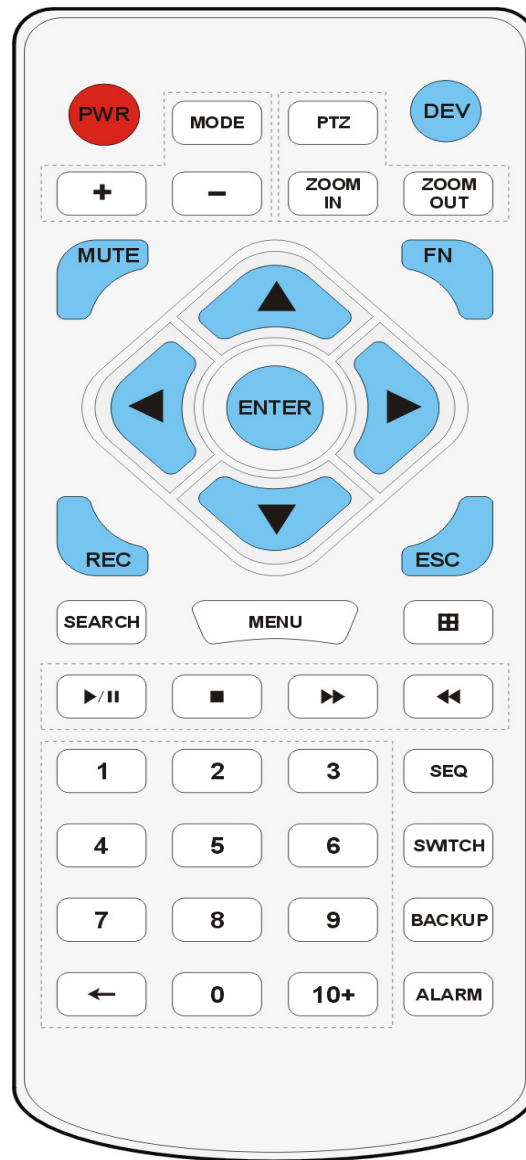 PWR
MODE
PTZ
DEV
+
−
ZOOM
IN
ZOOM
OUT
MUTE
FN
ENTER
REC
ESC
SEARCH
MENU
1
2
3
SEQ
4
5
6
SWITCH
7
8
9
BACKUP
←
0
10+
ALARM